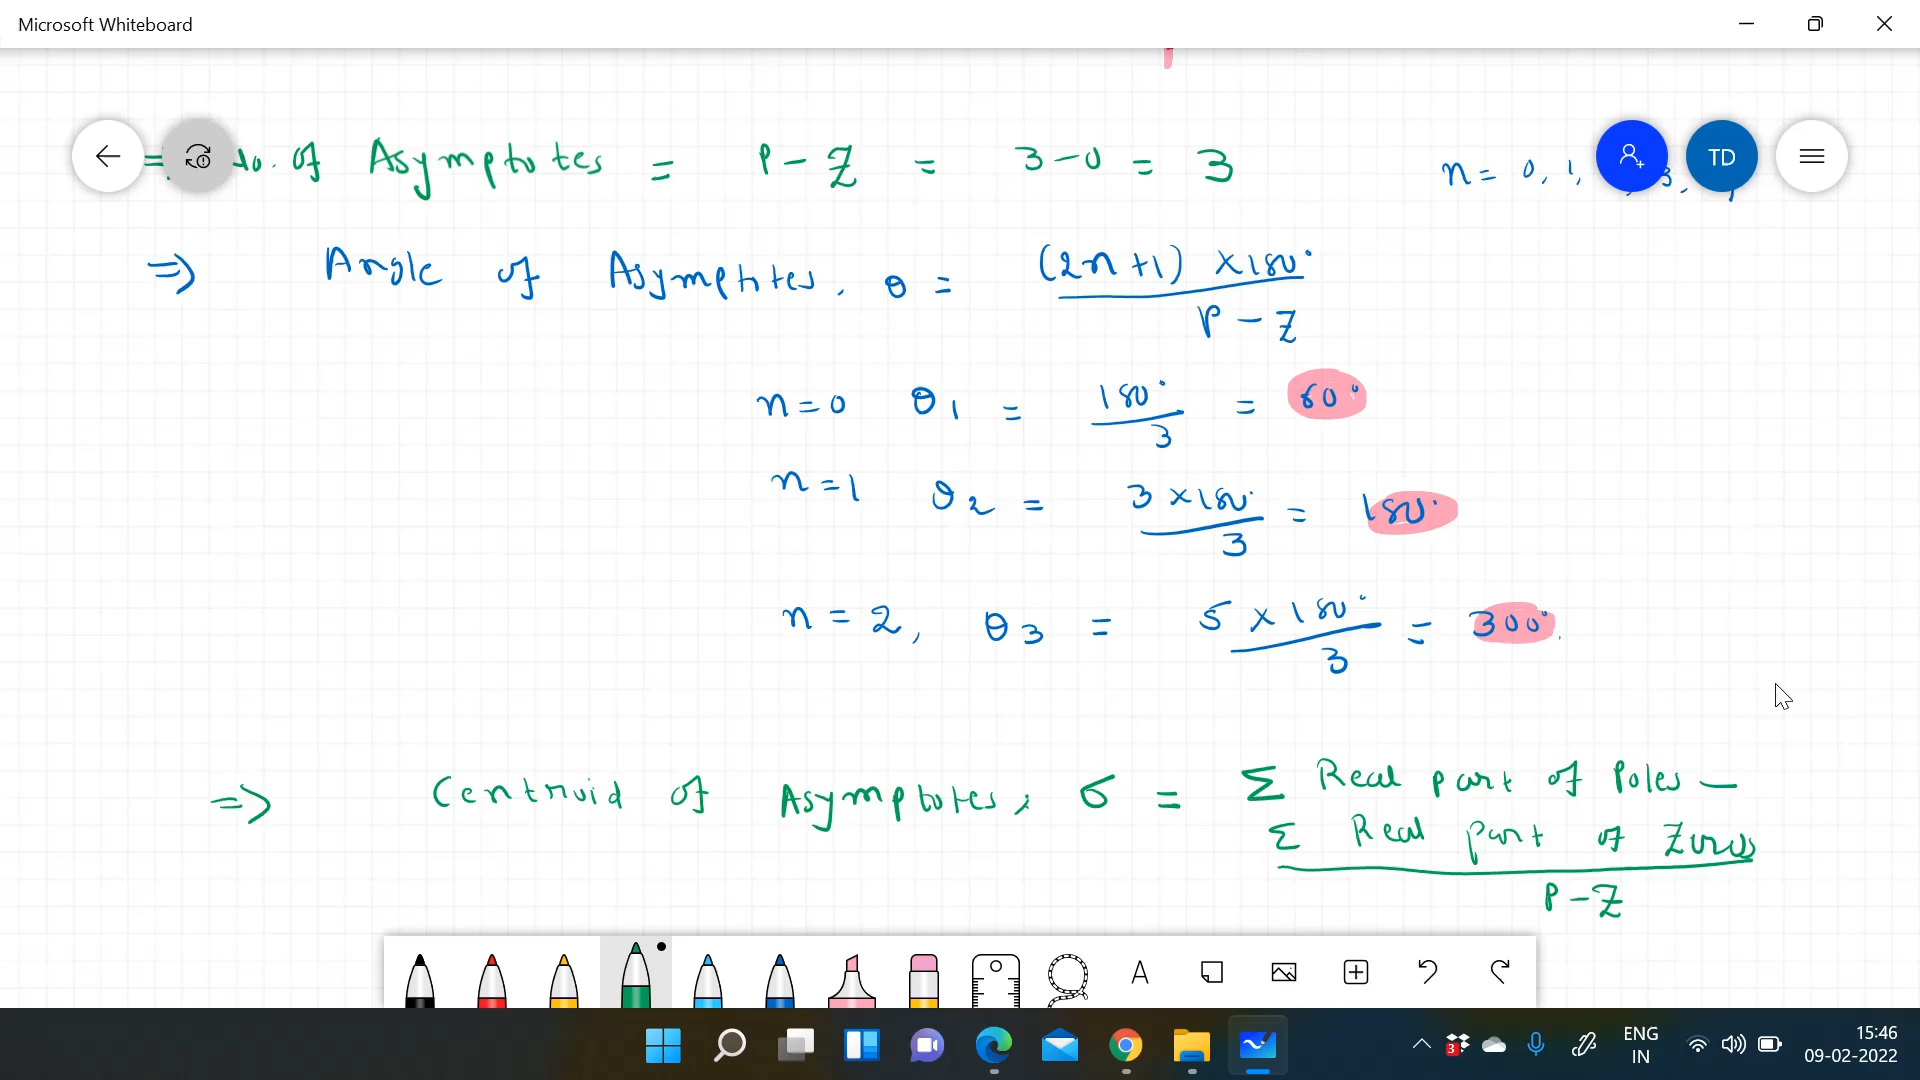 Microsoft Whiteboard
No. of Asymptotes = P - Z = 3 - 0 = 3
n = 0, 1, 3,
TD
⇒ Angle of Asymptotes, θ = (2n+1) × 180°
P - Z
n = 0 θ1 = 180° / 3 = 60°
n = 1 θ2 = 3 × 180° / 3 = 180°
n = 2, θ3 = 5 × 180° / 3 = 300°.
⇒ Centroid of Asymptotes, σ = Σ Real part of Poles -
Σ Real part of Zeros
P - Z
A
3
ENG
IN
15:46
09-02-2022